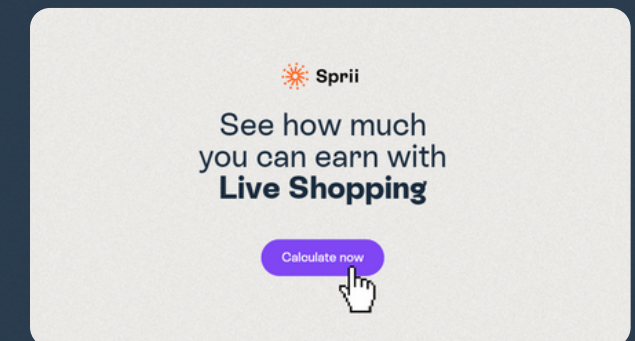 Sprii
See how much
you can earn with
Live Shopping
Calculate now